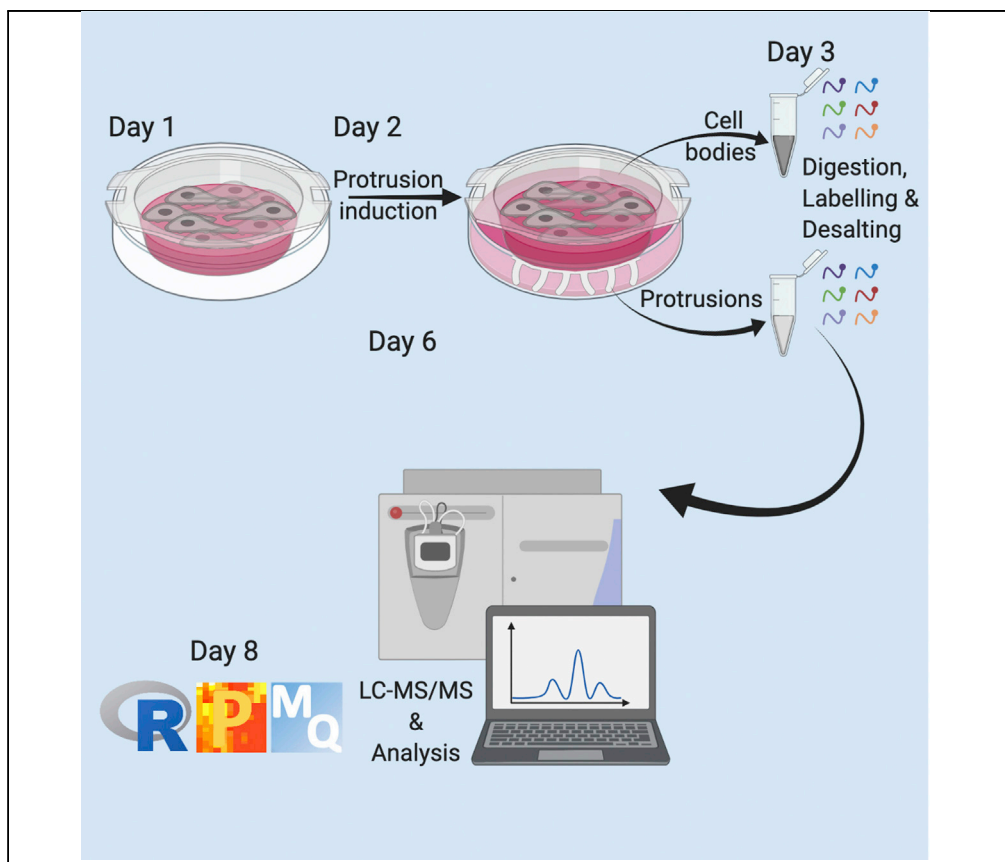 Day 1
Day 2
Day 3
Protrusion
induction
Cell
bodies
Digestion,
Labelling &
Desalting
Protrusions
Day 6
Day 8
R
P
M
Q
LC-MS/MS
&
Analysis